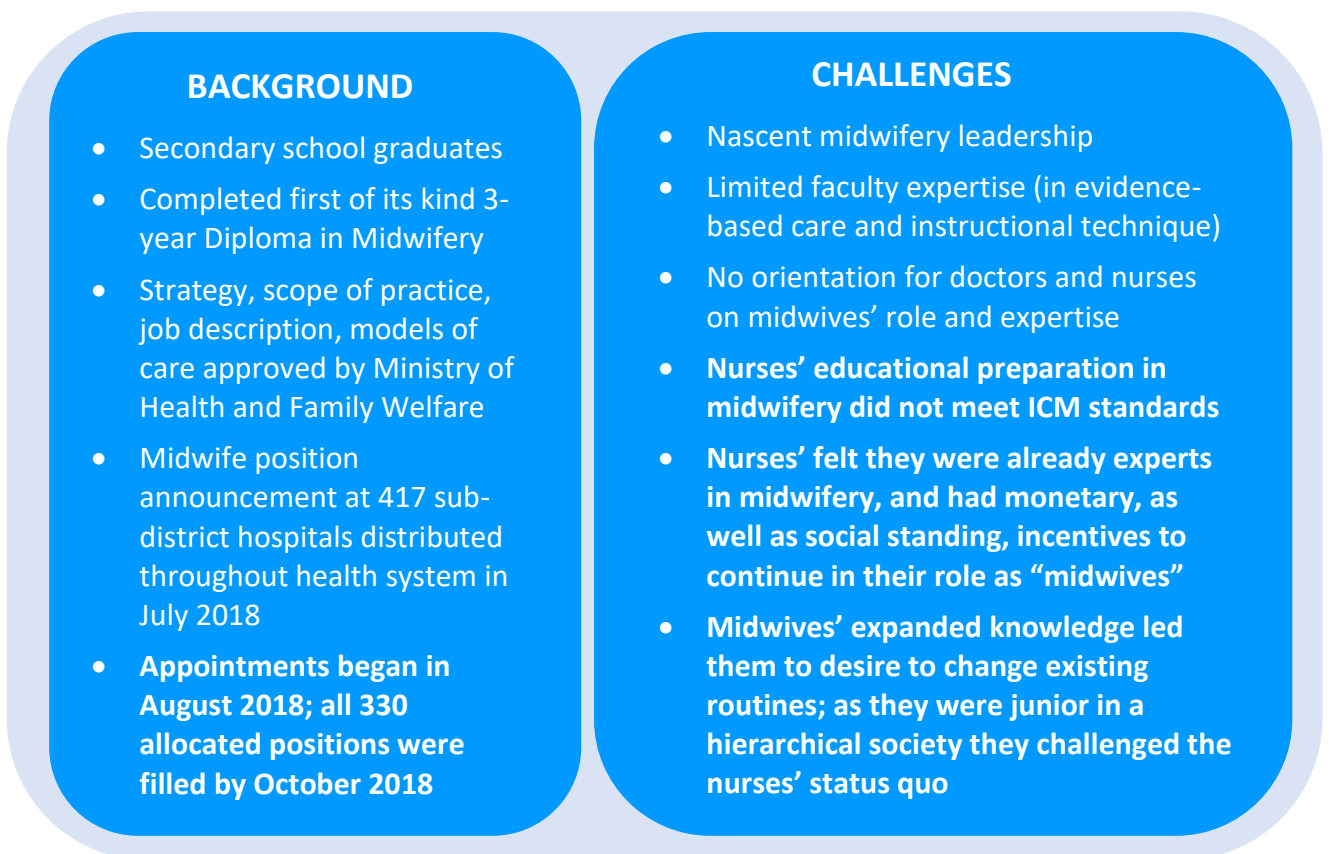 BACKGROUND
• Secondary school graduates
• Completed first of its kind 3-
year Diploma in Midwifery
• Strategy, scope of practice,
job description, models of
care approved by Ministry of
Health and Family Welfare
• Midwife position
announcement at 417 sub-
district hospitals distributed
throughout health system in
July 2018
• Appointments began in
August 2018; all 330
allocated positions were
filled by October 2018
CHALLENGES
• Nascent midwifery leadership
• Limited faculty expertise (in evidence-
based care and instructional technique)
• No orientation for doctors and nurses
on midwives’ role and expertise
• Nurses’ educational preparation in
midwifery did not meet ICM standards
• Nurses’ felt they were already experts
in midwifery, and had monetary, as
well as social standing, incentives to
continue in their role as “midwives”
• Midwives’ expanded knowledge led
them to desire to change existing
routines; as they were junior in a
hierarchical society they challenged the
nurses’ status quo